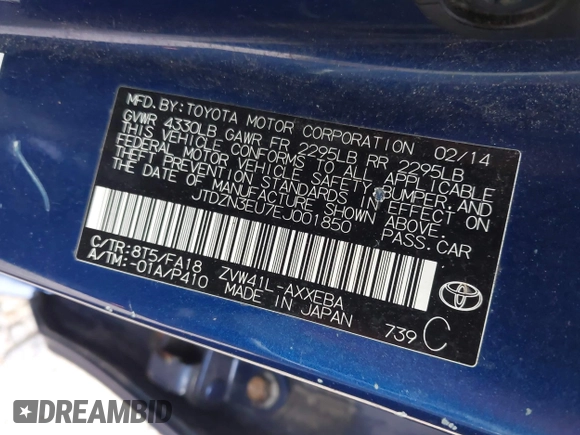 MFD. BY: TOYOTA MOTOR CORPORATION 02/14
GVWR 4330LB GAWR FR 2295LB RR 2295LB
THIS VEHICLE CONFORMS TO ALL APPLICABLE
FEDERAL MOTOR VEHICLE SAFETY, BUMPER, AND
THEFT PREVENTION STANDARDS IN EFFECT ON
THE DATE OF MANUFACTURE SHOWN ABOVE.
JTDZN3EU7EJ001850 PASS.CAR
C/TR:8T5/FA18 ZVW41L-AXXEBA
A/TM:-01A/P410 MADE IN JAPAN
739 C
DREAMBID